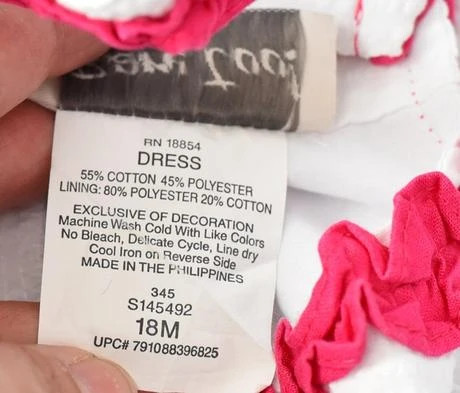 RN 18854
DRESS
55% COTTON 45% POLYESTER
LINING: 80% POLYESTER 20% COTTON
EXCLUSIVE OF DECORATION
Machine Wash Cold With Like Colors
No Bleach, Delicate Cycle, Line dry
Cool Iron on Reverse Side
MADE IN THE PHILIPPINES
345
S145492
18M
UPC# 791088396825